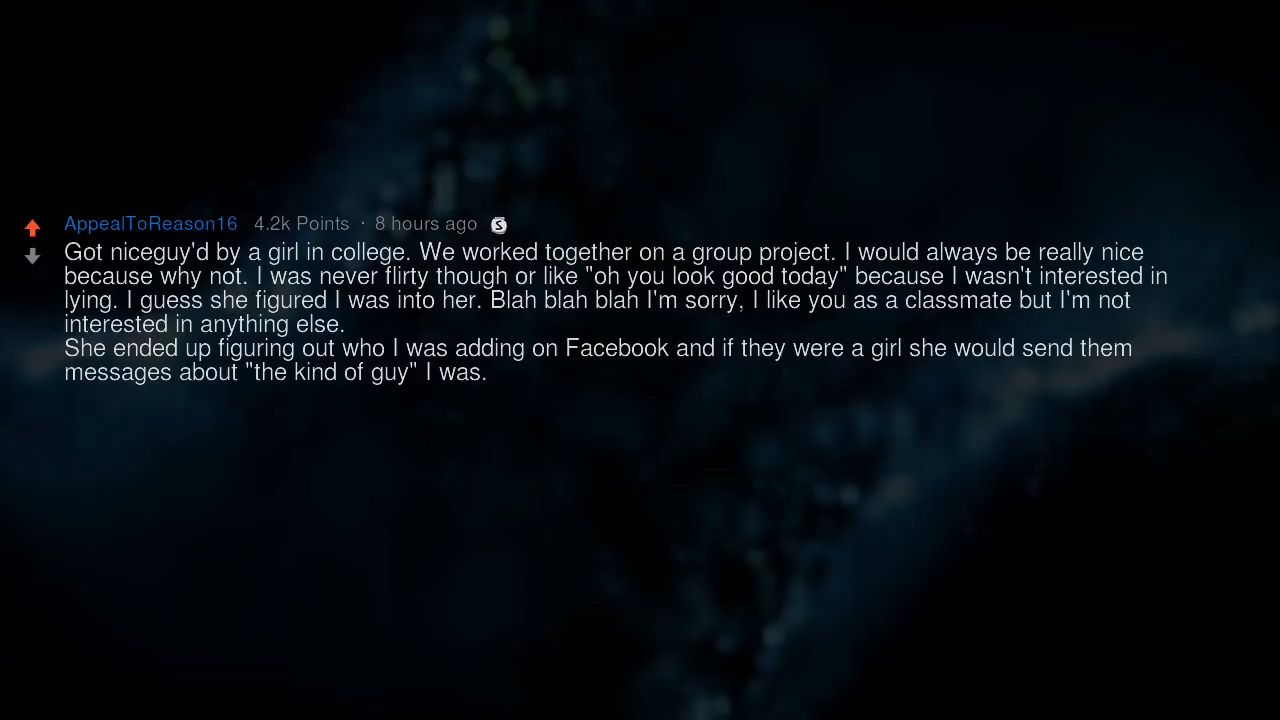 AppealToReason16 4.2k Points · 8 hours ago S
Got niceguy'd by a girl in college. We worked together on a group project. I would always be really nice
because why not. I was never flirty though or like "oh you look good today" because I wasn't interested in
lying. I guess she figured I was into her. Blah blah blah I'm sorry, I like you as a classmate but I'm not
interested in anything else.
She ended up figuring out who I was adding on Facebook and if they were a girl she would send them
messages about "the kind of guy" I was.